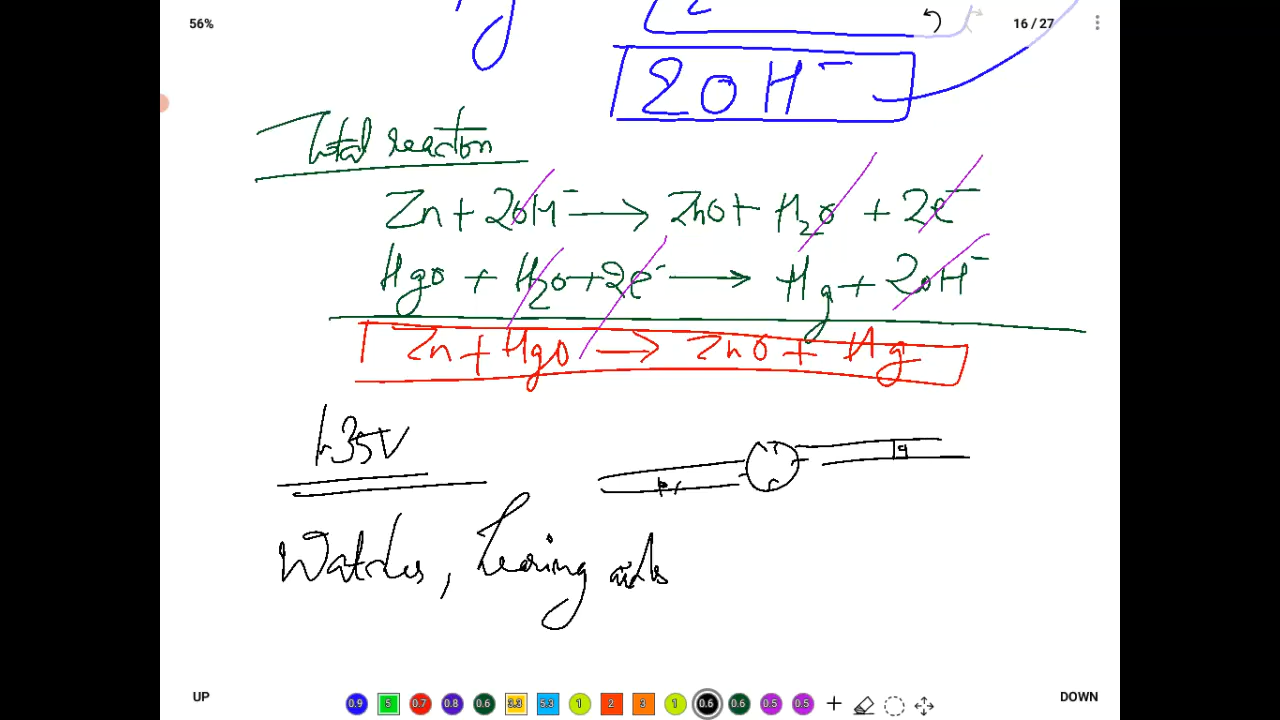 56%
16 / 27
2
2OH⁻
Total reaction
Zn + 2OH⁻ → ZnO + H₂O + 2e⁻
HgO + H₂O + 2e⁻ → Hg + 2OH⁻
Zn + HgO → ZnO + Hg
1.35V
Watches, Hearing aids
UP
0.9 5 0.7 0.8 0.6 3.3 5.3 1 2 3 1 0.6 0.6 0.5 0.5
DOWN